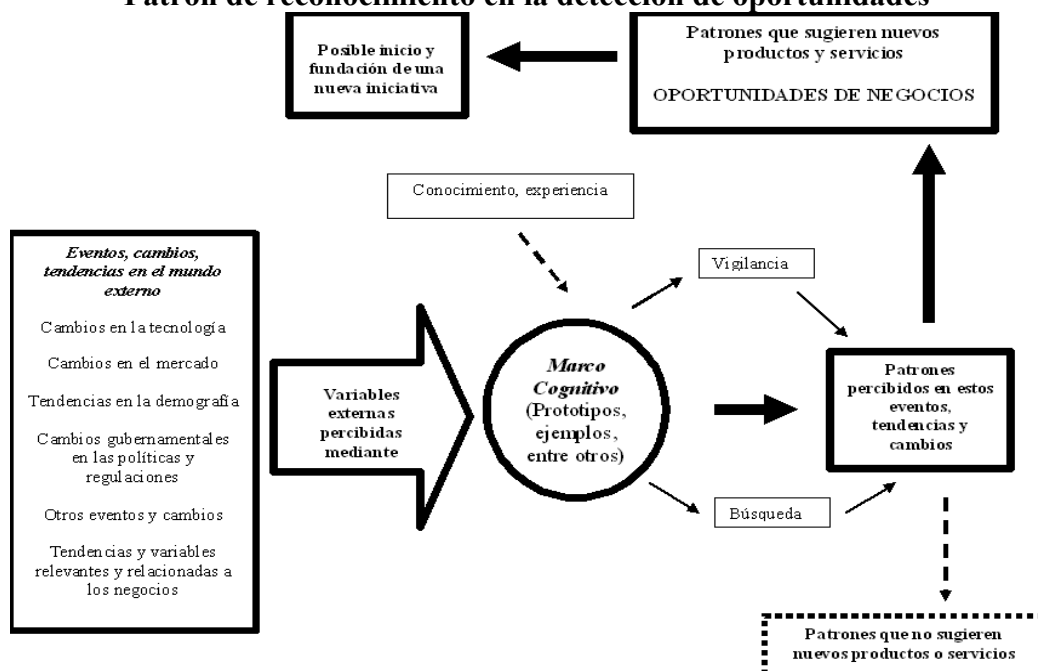 Patrón de reconocimiento en la detección de oportunidades
Posible inicio y
fundación de una
nueva iniciativa
Patrones que sugieren nuevos
productos y servicios
OPORTUNIDADES DE NEGOCIOS
Conocimiento, experiencia
Eventos, cambios,
tendencias en el mundo
externo
Cambios en la tecnología
Cambios en el mercado
Tendencias en la demografía
Cambios gubernamentales
en las políticas y
regulaciones
Otros eventos y cambios
Tendencias y variables
relevantes y relacionadas a
los negocios
Variables
externas
percibidas
mediante
Marco
Cognitivo
(Prototipos,
ejemplos,
entre otros)
Vigilancia
Búsqueda
Patrones
percibidos en estos
eventos,
tendencias y
cambios
Patrones que no sugieren
nuevos productos o servicios